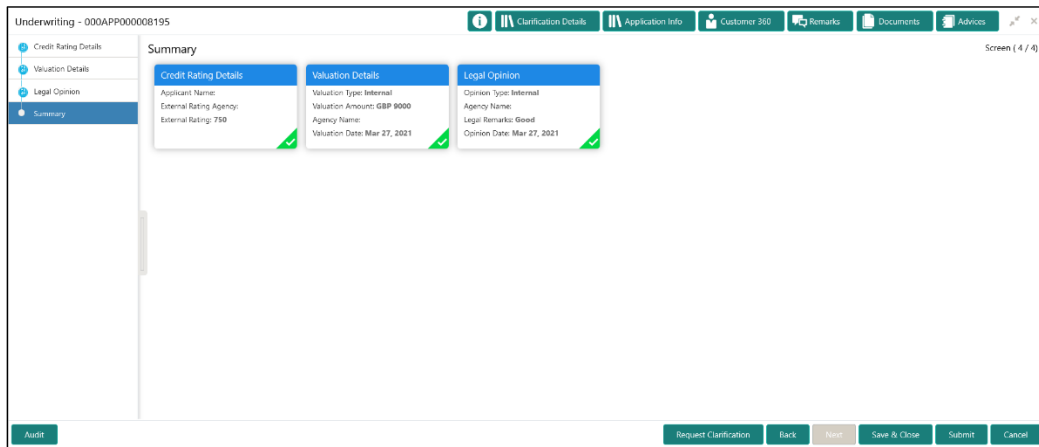 Underwriting - 000APP000008195
Clarification Details
Application Info
Customer 360
Remarks
Documents
Advices
Credit Rating Details
Valuation Details
Legal Opinion
Summary
Summary
Screen ( 4 / 4)
Credit Rating Details
Applicant Name:
External Rating Agency:
External Rating: 750
Valuation Details
Valuation Type: Internal
Valuation Amount: GBP 9000
Agency Name:
Valuation Date: Mar 27, 2021
Legal Opinion
Opinion Type: Internal
Agency Name:
Legal Remarks: Good
Opinion Date: Mar 27, 2021
Audit
Request Clarification
Back
Next
Save & Close
Submit
Cancel